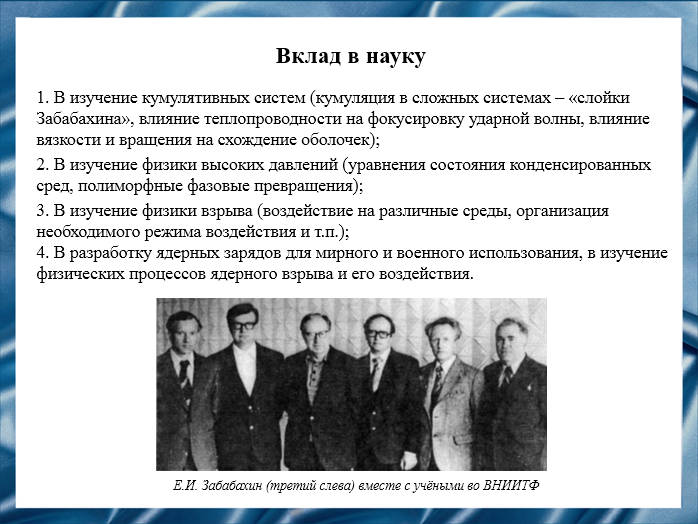 Вклад в науку
1. В изучение кумулятивных систем (кумуляция в сложных системах – «слойки
Забабахина», влияние теплопроводности на фокусировку ударной волны, влияние
вязкости и вращения на схождение оболочек);
2. В изучение физики высоких давлений (уравнения состояния конденсированных
сред, полиморфные фазовые превращения);
3. В изучение физики взрыва (воздействие на различные среды, организация
необходимого режима воздействия и т.п.);
4. В разработку ядерных зарядов для мирного и военного использования, в изучение
физических процессов ядерного взрыва и его воздействия.
Е.И. Забабахин (третий слева) вместе с учёными во ВНИИТФ